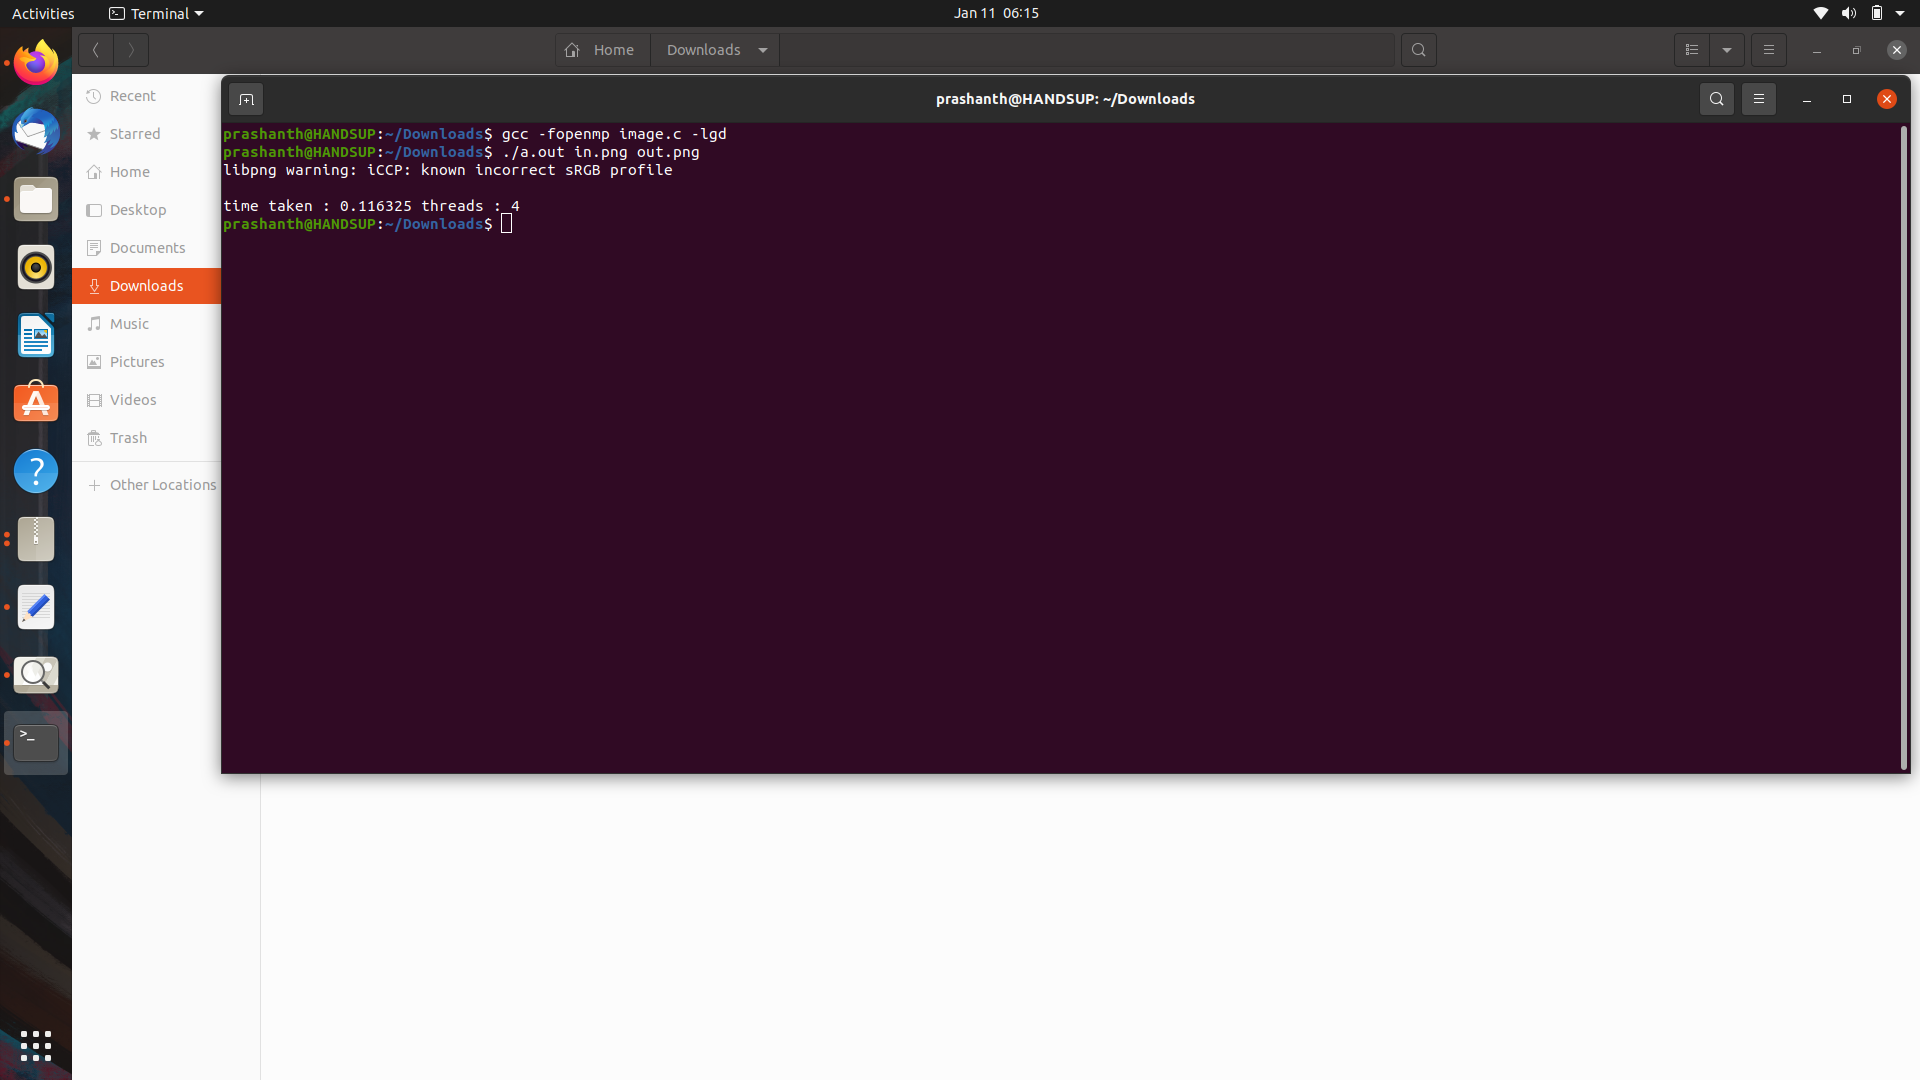 Activities
Terminal
Jan 11 06:15
Home
Downloads
Recent
Starred
Home
Desktop
Documents
Downloads
Music
Pictures
Videos
Trash
Other Locations
prashanth@HANDSUP: ~/Downloads
prashanth@HANDSUP:~/Downloads$ gcc -fopenmp image.c -lgd
prashanth@HANDSUP:~/Downloads$ ./a.out in.png out.png
libpng warning: iCCP: known incorrect sRGB profile
time taken : 0.116325 threads : 4
prashanth@HANDSUP:~/Downloads$